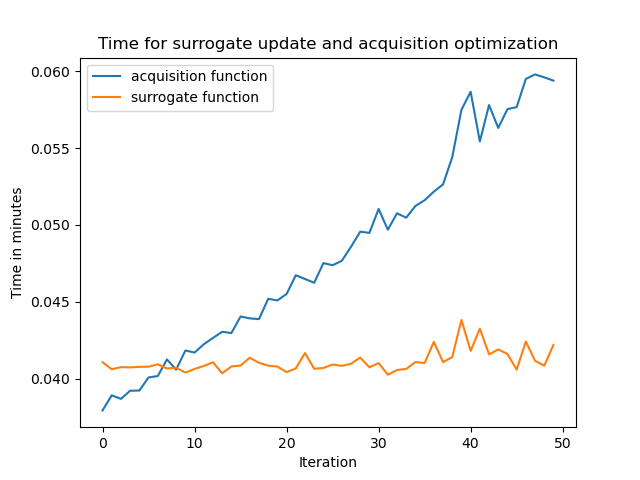 Time for surrogate update and acquisition optimization
acquisition function
surrogate function
0.060
0.055
0.050
0.045
0.040
Time in minutes
0 10 20 30 40 50
Iteration